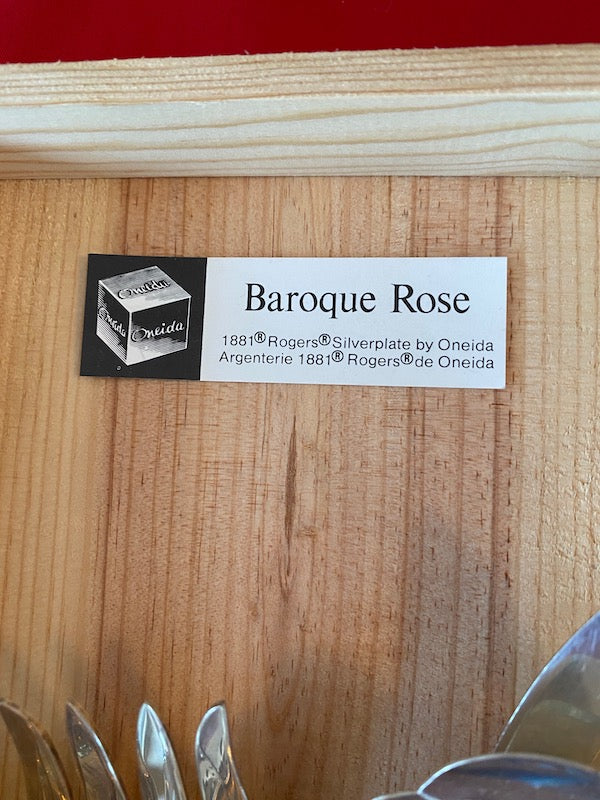 Oneida
Oneida
Oneida
Baroque Rose
1881® Rogers® Silverplate by Oneida
Argenterie 1881® Rogers® de Oneida